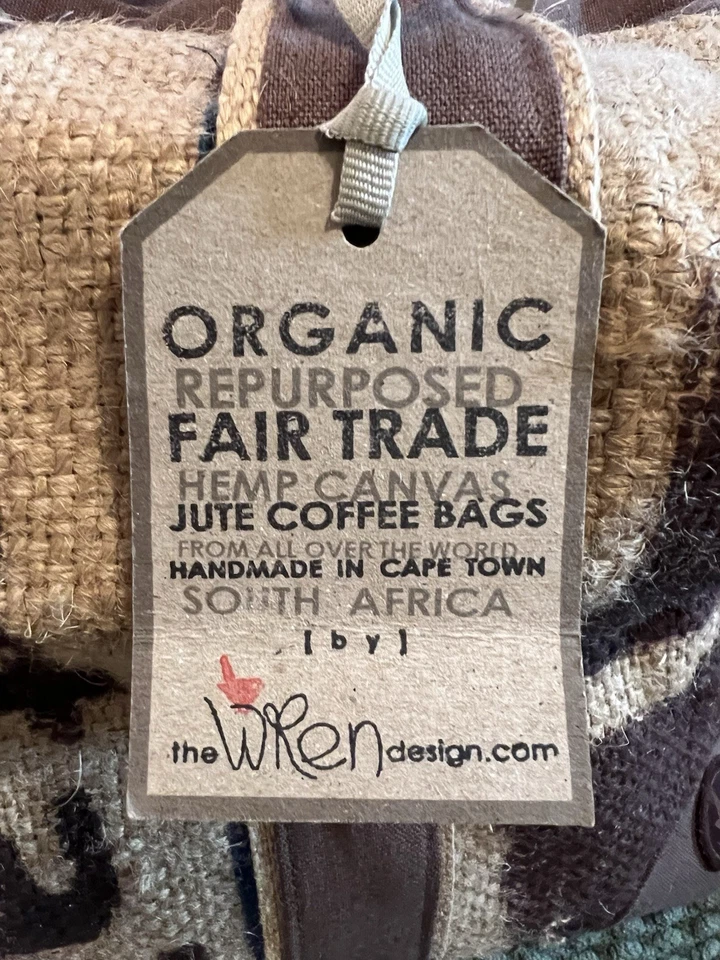 ORGANIC
REPURPOSED
FAIR TRADE
HEMP CANVAS
JUTE COFFEE BAGS
FROM ALL OVER THE WORLD
HANDMADE IN CAPE TOWN
SOUTH AFRICA
[by]
theWRendesign.com